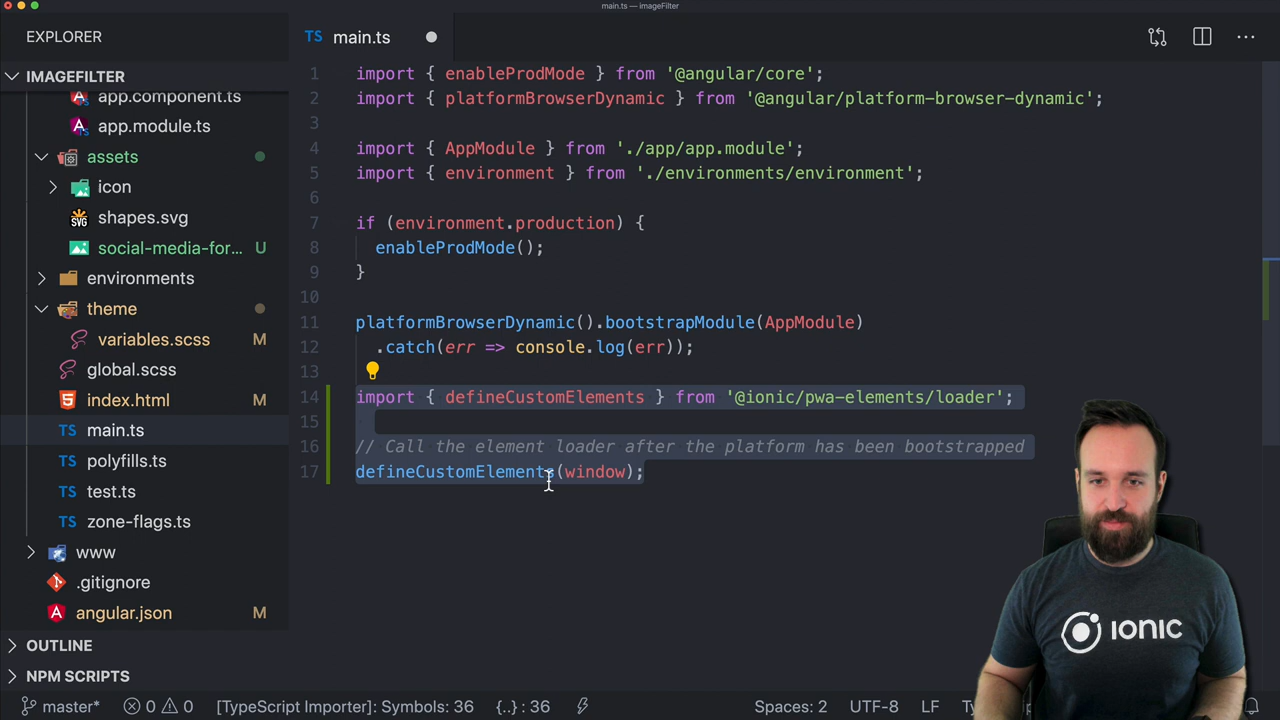 main.ts — imageFilter
EXPLORER
IMAGEFILTER
app.component.ts
app.module.ts
assets
icon
SVG shapes.svg
social-media-for... U
environments
theme
variables.scss M
global.scss
index.html M
TS main.ts
TS polyfills.ts
TS test.ts
TS zone-flags.ts
www
.gitignore
angular.json M
OUTLINE
NPM SCRIPTS
TS main.ts
1 import { enableProdMode } from '@angular/core';
2 import { platformBrowserDynamic } from '@angular/platform-browser-dynamic';
3
4 import { AppModule } from './app/app.module';
5 import { environment } from './environments/environment';
6
7 if (environment.production) {
8 enableProdMode();
9 }
10
11 platformBrowserDynamic().bootstrapModule(AppModule)
12 .catch(err => console.log(err));
13
14 import { defineCustomElements } from '@ionic/pwa-elements/loader';
15
16 // Call the element loader after the platform has been bootstrapped
17 defineCustomElements(window);
IONIC
master* 0 0 [TypeScript Importer]: Symbols: 36 {..} : 36 Spaces: 2 UTF-8 LF